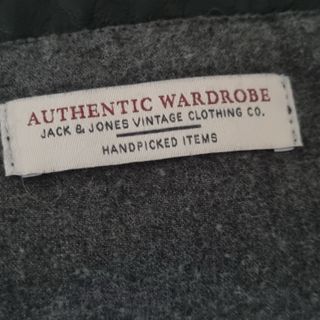 AUTHENTIC WARDROBE
JACK & JONES VINTAGE CLOTHING CO.
HANDPICKED ITEMS